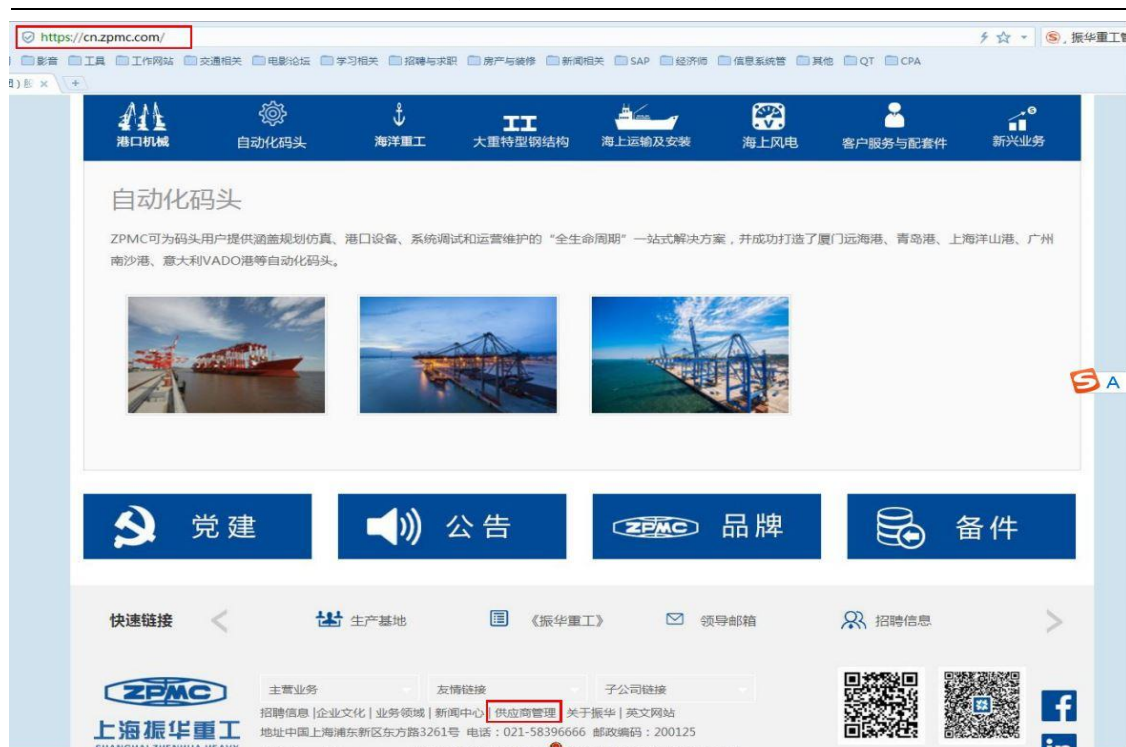 https://cn.zpmc.com/
振华重工
影音 工具 工作网站 交通相关 电影论坛 学习相关 招聘与求职 房产与装修 新闻相关 SAP 经济师 信息系统管 其他 QT CPA
港口机械 自动化码头 海洋重工 大重特型钢结构 海上运输及安装 海上风电 客户服务与配套件 新兴业务
自动化码头
ZPMC可为码头用户提供涵盖规划仿真、港口设备、系统调试和运营维护的“全生命周期”一站式解决方案，并成功打造了厦门远海港、青岛港、上海洋山港、广州
南沙港、意大利VADO港等自动化码头。
A
党建 公告 ZPMC 品牌 备件
快速链接 生产基地 《振华重工》 领导邮箱 招聘信息
ZPMC
上海振华重工
SHANGHAI ZHENHUA HEAVY
主营业务 友情链接 子公司链接
招聘信息 |企业文化 | 业务领域 | 新闻中心 | 供应商管理 关于振华 | 英文网站
地址中国上海浦东新区东方路3261号 电话：021-58396666 邮政编码：200125